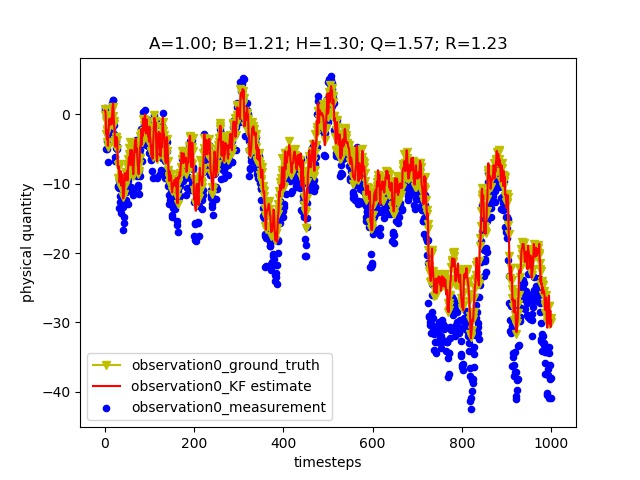 A=1.00; B=1.21; H=1.30; Q=1.57; R=1.23
physical quantity
0
−10
−20
−30
−40
observation0_ground_truth
observation0_KF estimate
observation0_measurement
0 200 400 600 800 1000
timesteps